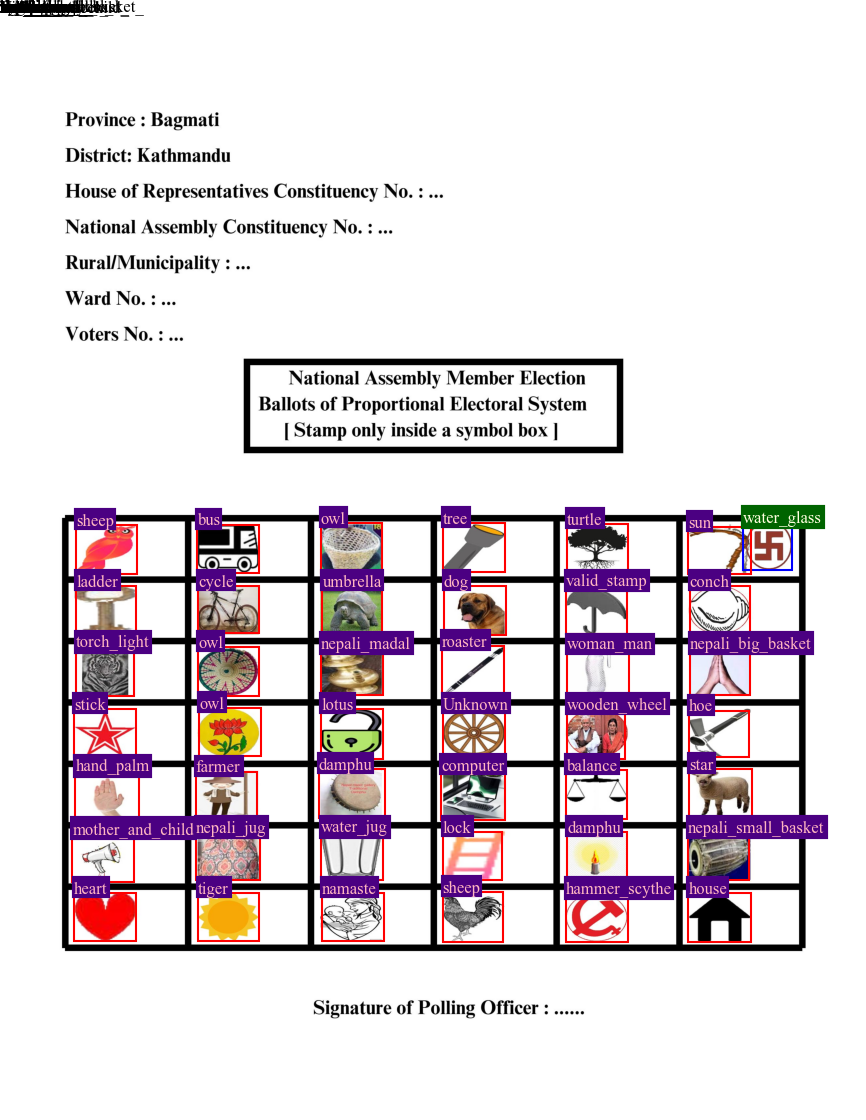 Province : Bagmati
District: Kathmandu
House of Representatives Constituency No. : ...
National Assembly Constituency No. : ...
Rural/Municipality : ...
Ward No. : ...
Voters No. : ...
National Assembly Member Election
Ballots of Proportional Electoral System
[ Stamp only inside a symbol box ]
sheep bus owl tree turtle sun water_glass
ladder cycle umbrella dog valid_stamp conch
torch_light owl nepali_madal roaster woman_man nepali_big_basket
stick owl lotus Unknown wooden_wheel hoe
hand_palm farmer damphu computer balance star
mother_and_child nepali_jug water_jug lock damphu nepali_small_basket
heart tiger namaste sheep hammer_scythe house
Signature of Polling Officer : ......